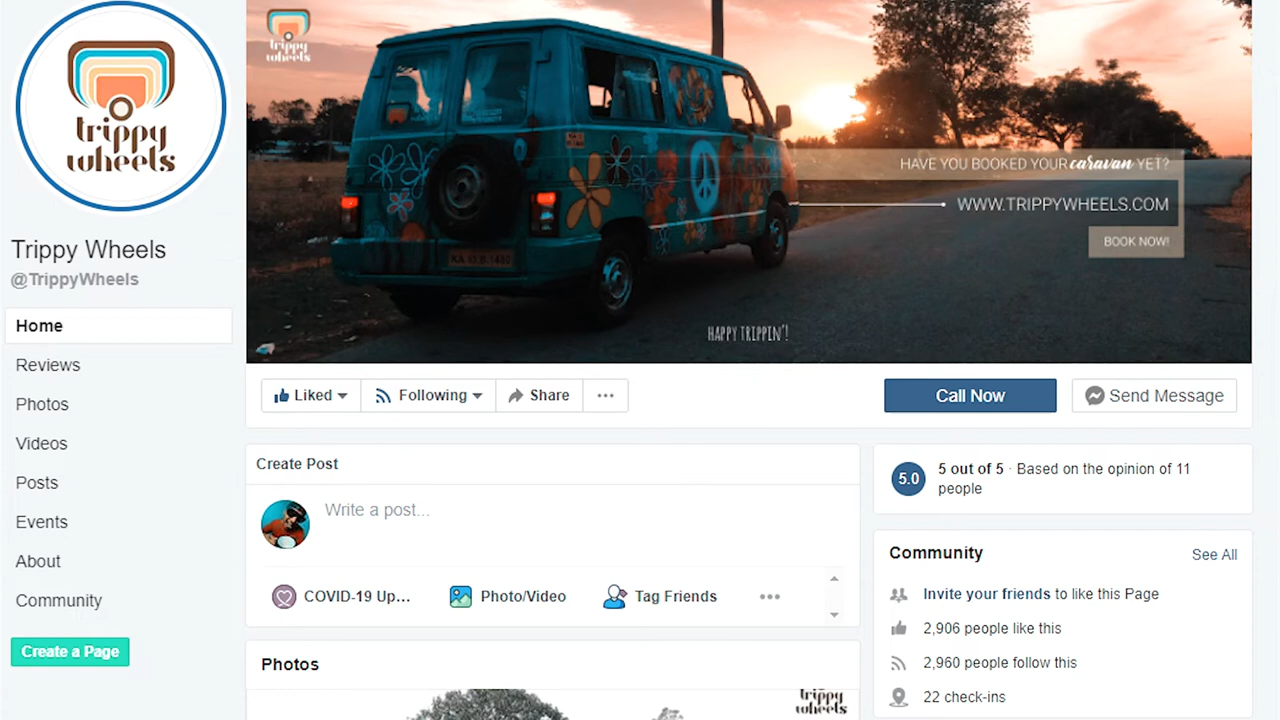 trippy
wheels
Trippy Wheels
@TrippyWheels
Home
Reviews
Photos
Videos
Posts
Events
About
Community
Create a Page
trippy
wheels
HAVE YOU BOOKED YOUR caravan YET?
WWW.TRIPPYWHEELS.COM
BOOK NOW!
HAPPY TRIPPIN'!
Liked
Following
Share
Call Now
Send Message
Create Post
Write a post...
COVID-19 Up...
Photo/Video
Tag Friends
Photos
trippy
wheels
5.0
5 out of 5 · Based on the opinion of 11
people
Community
See All
Invite your friends to like this Page
2,906 people like this
2,960 people follow this
22 check-ins